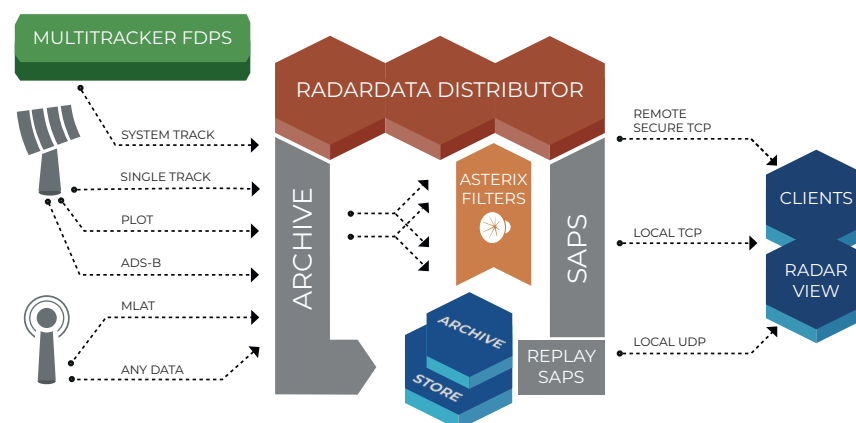 MULTITRACKER FDPS
SYSTEM TRACK
SINGLE TRACK
PLOT
ADS-B
MLAT
ANY DATA
RADARDATA DISTRIBUTOR
ARCHIVE
ASTERIX
FILTERS
SAPS
ARCHIVE
STORE
REPLAY
SAPS
REMOTE
SECURE TCP
LOCAL TCP
LOCAL UDP
CLIENTS
RADAR
VIEW